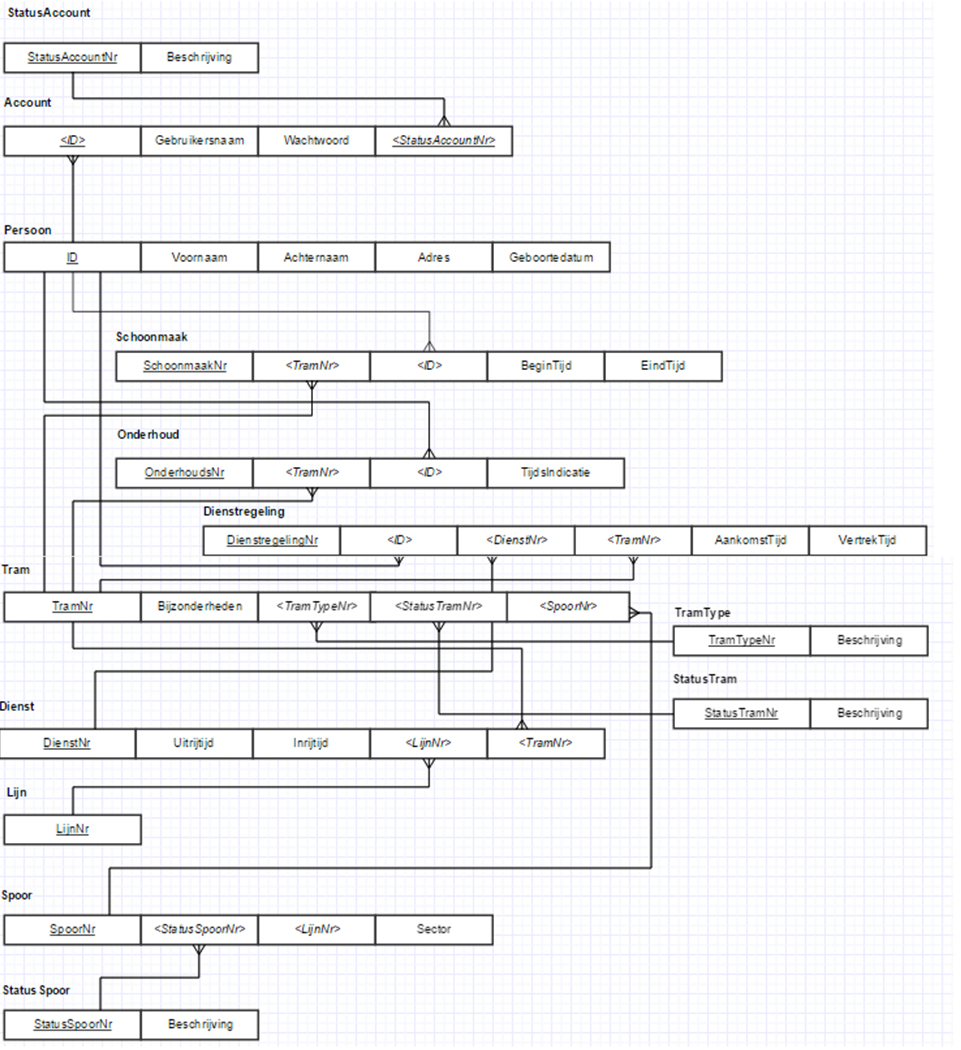 StatusAccount
StatusAccountNr Beschrijving
Account
<ID> Gebruikersnaam Wachtwoord <StatusAccountNr>
Persoon
ID Voornaam Achternaam Adres Geboortedatum
Schoonmaak
SchoonmaakNr <TramNr> <ID> BeginTijd EindTijd
Onderhoud
OnderhoudsNr <TramNr> <ID> TijdsIndicatie
Dienstregeling
DienstregelingNr <ID> <DienstNr> <TramNr> AankomstTijd VertrekTijd
Tram
TramNr Bijzonderheden <TramTypeNr> <StatusTramNr> <SpoorNr>
TramType
TramTypeNr Beschrijving
StatusTram
StatusTramNr Beschrijving
Dienst
DienstNr Uitrijtijd Inrijtijd <LijnNr> <TramNr>
Lijn
LijnNr
Spoor
SpoorNr <StatusSpoorNr> <LijnNr> Sector
Status Spoor
StatusSpoorNr Beschrijving